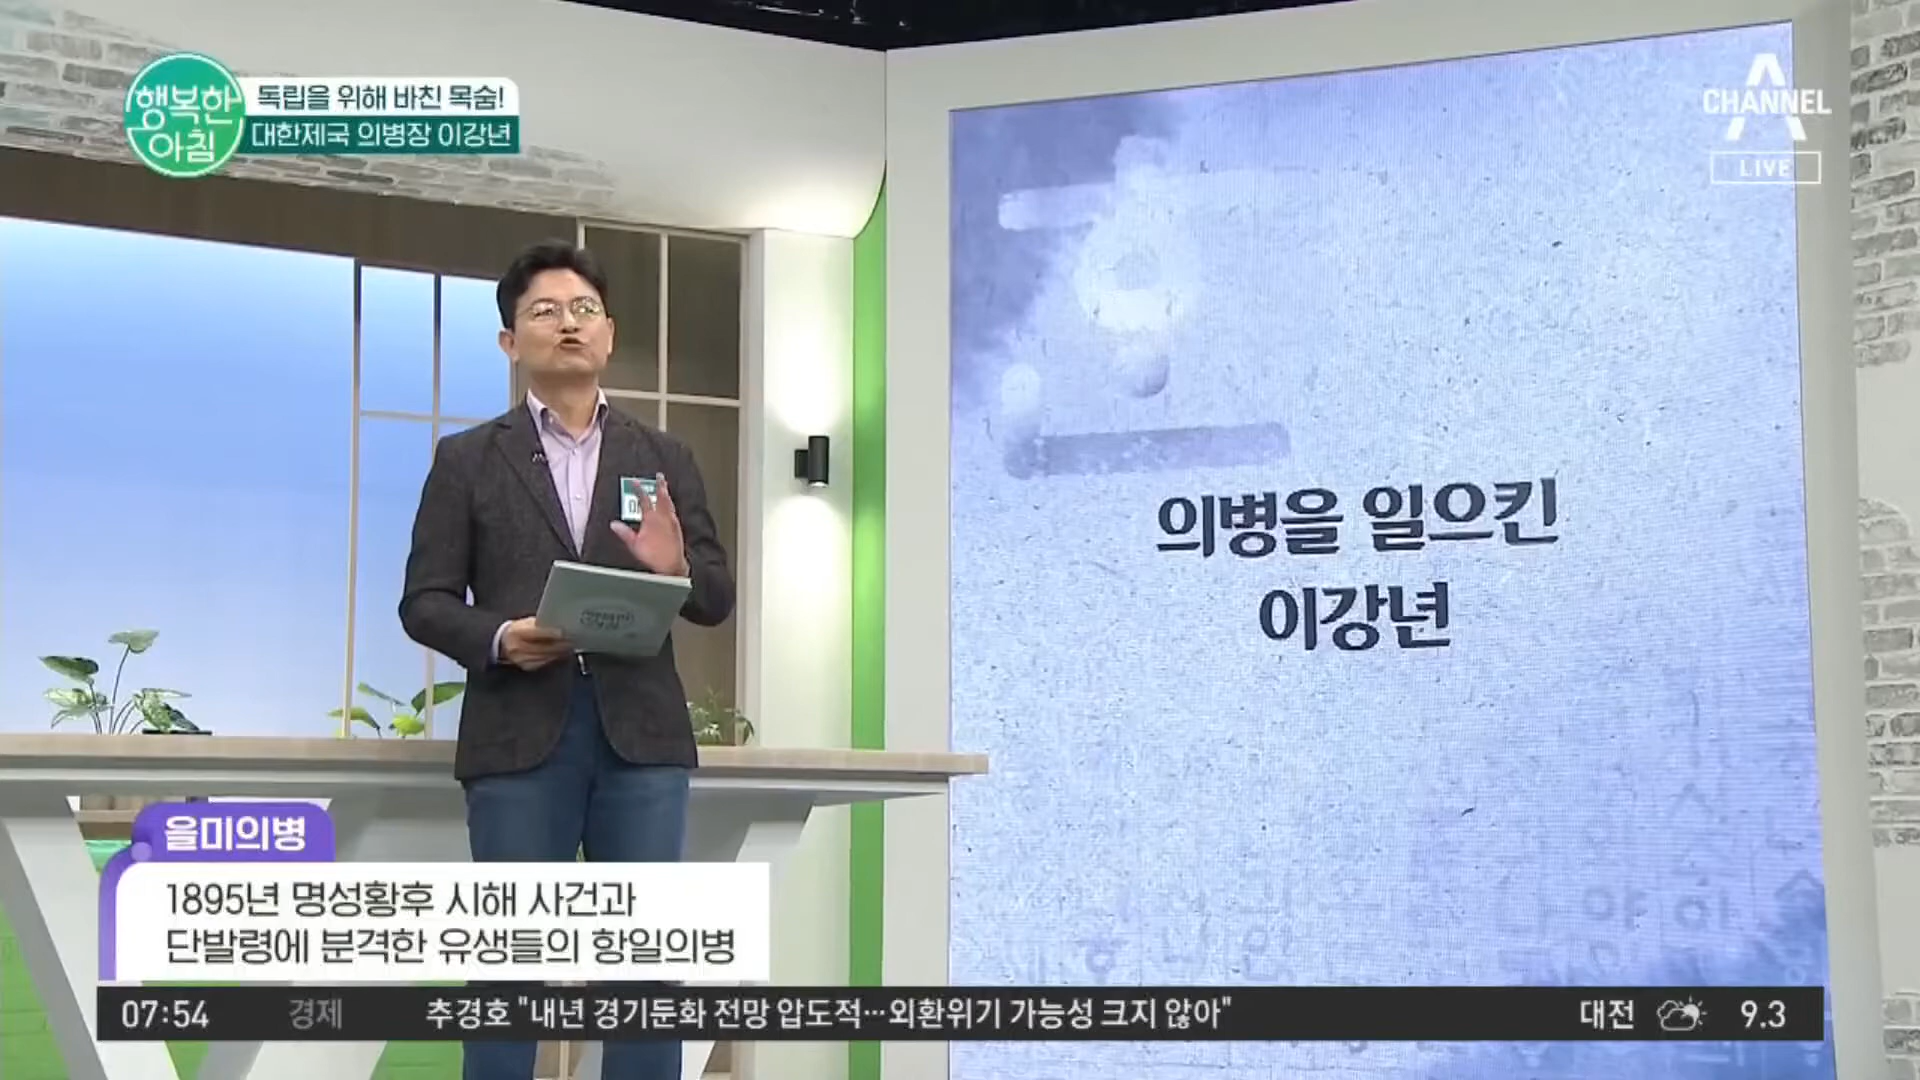 행복한
아침
독립을 위해 바친 목숨!
대한제국 의병장 이강년
CHANNEL
LIVE
의병을 일으킨
이강년
을미의병
1895년 명성황후 시해 사건과
단발령에 분격한 유생들의 항일의병
07:54 경제 추경호 "내년 경기둔화 전망 압도적…외환위기 가능성 크지 않아" 대전 9.3